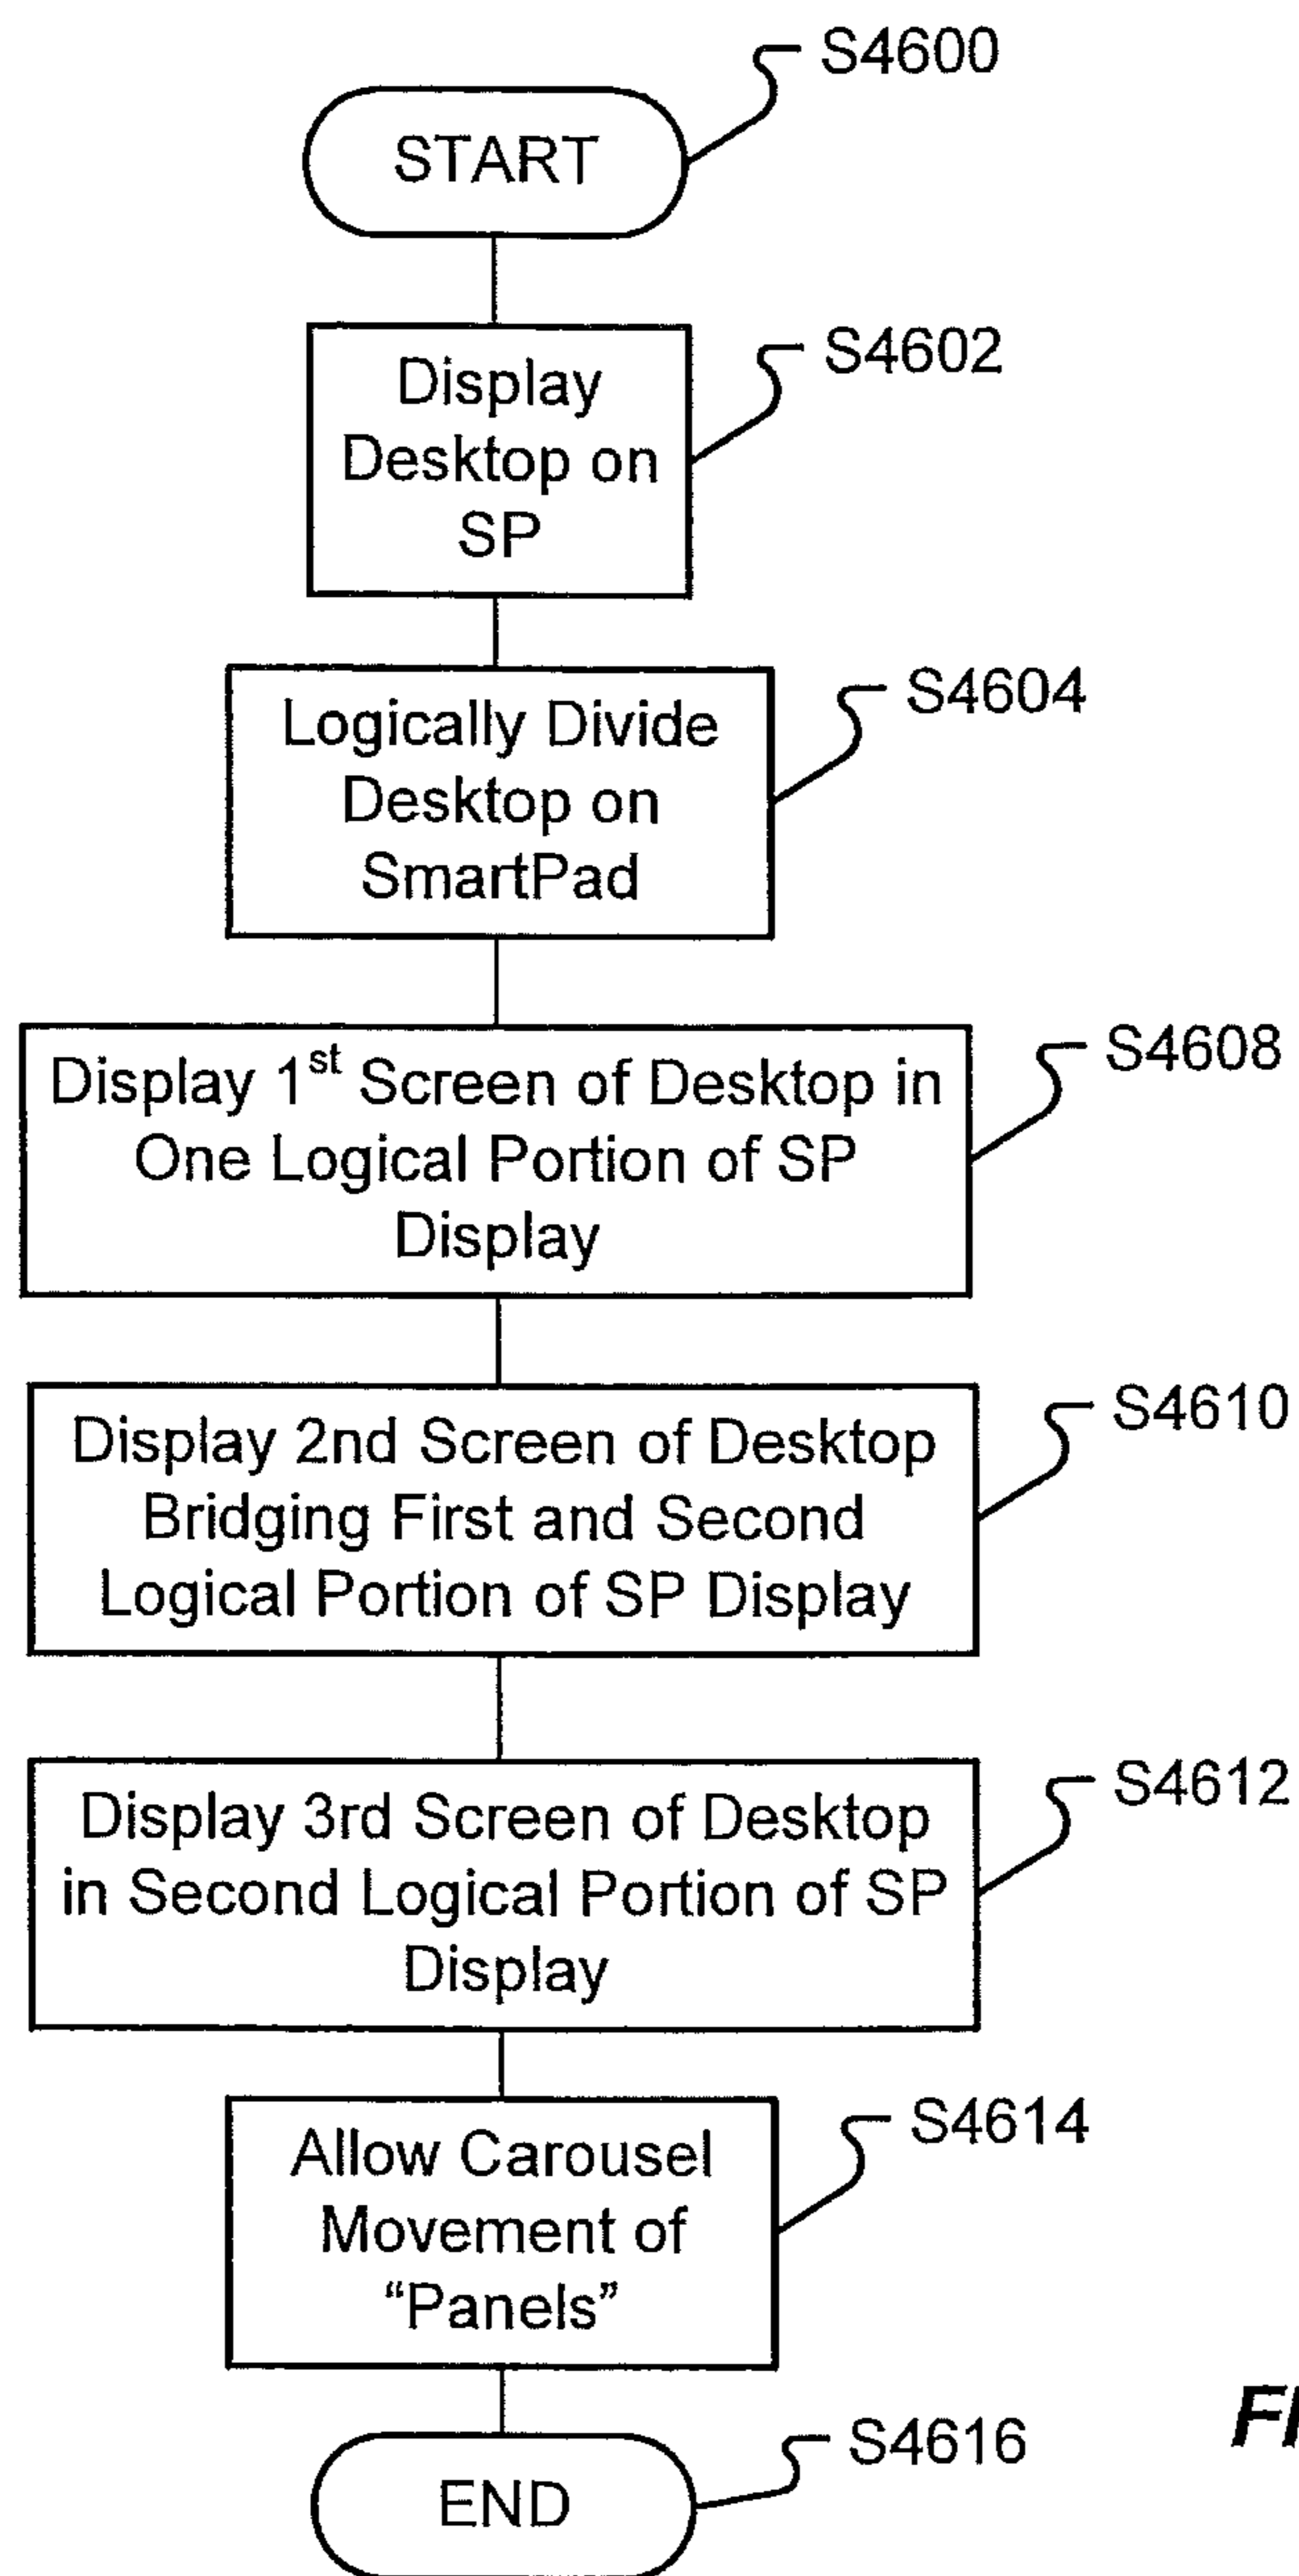 S4600
START
S4602
Display
Desktop on
SP
S4604
Logically Divide
Desktop on
SmartPad
S4608
Display 1st Screen of Desktop in
One Logical Portion of SP
Display
S4610
Display 2nd Screen of Desktop
Bridging First and Second
Logical Portion of SP Display
S4612
Display 3rd Screen of Desktop
in Second Logical Portion of SP
Display
S4614
Allow Carousel
Movement of
“Panels”
S4616
END